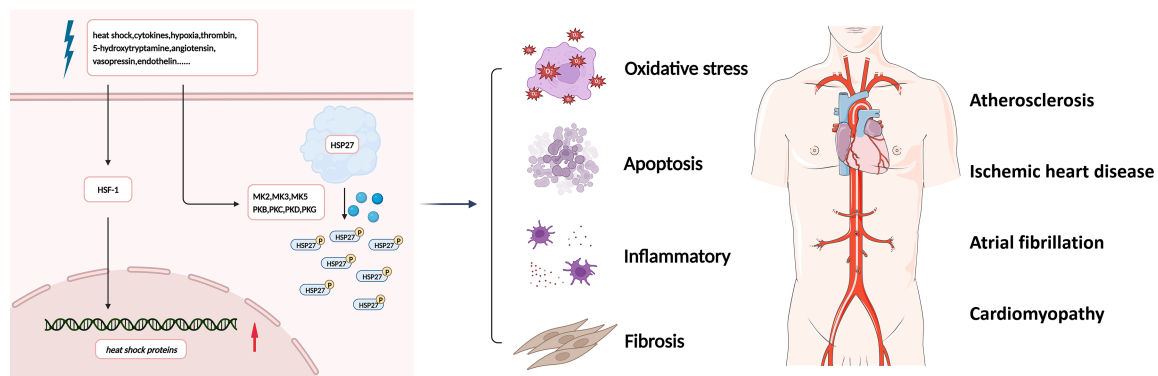 heat shock,cytokines,hypoxia,thrombin,
5-hydroxytryptamine,angiotensin,
vasopressin,endothelin......
HSF-1
heat shock proteins
HSP27
MK2,MK3,MK5
PKB,PKC,PKD,PKG
HSP27 P
HSP27 P
HSP27 P
HSP27 P
HSP27 P
HSP27 P
HSP27 P
Oxidative stress
Apoptosis
Inflammatory
Fibrosis
Atherosclerosis
Ischemic heart disease
Atrial fibrillation
Cardiomyopathy